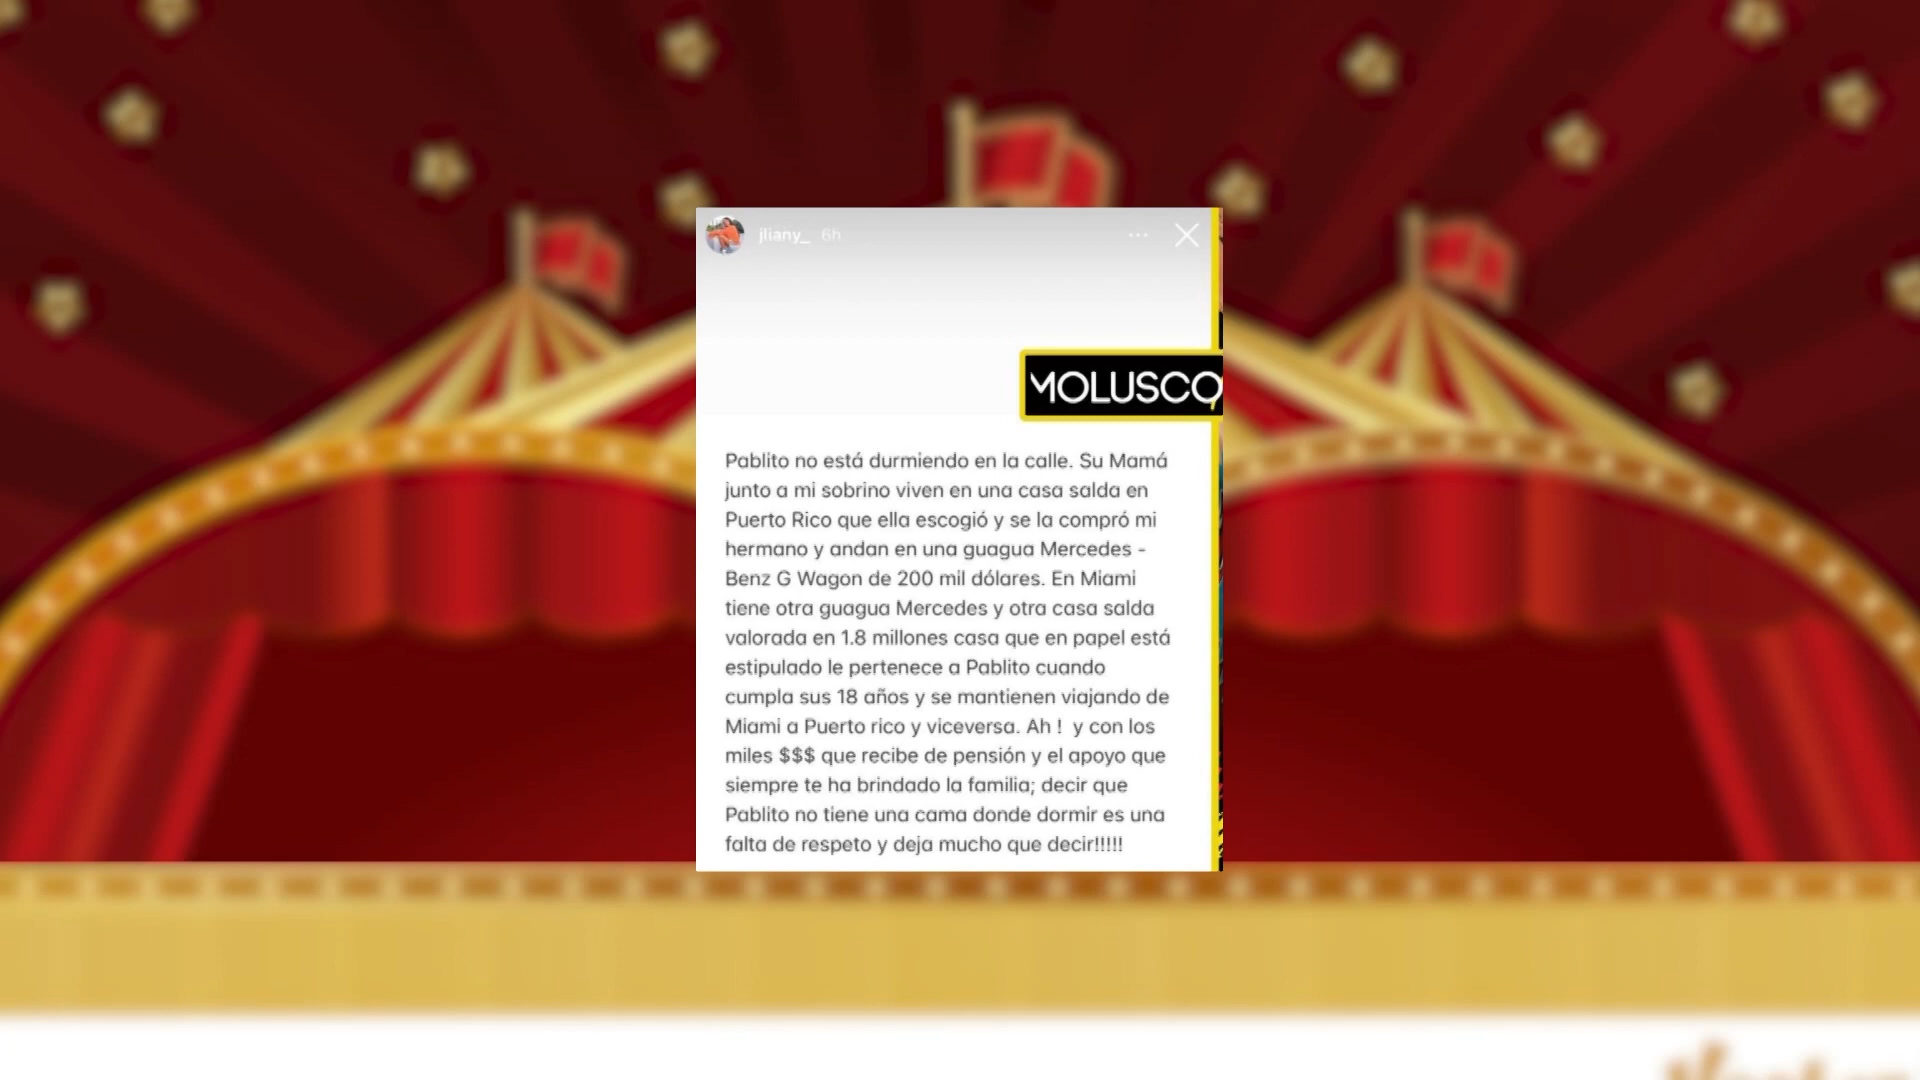 jliany_ 6h
MOLUSCO
Pablito no está durmiendo en la calle. Su Mamá
junto a mi sobrino viven en una casa salda en
Puerto Rico que ella escogió y se la compró mi
hermano y andan en una guagua Mercedes -
Benz G Wagon de 200 mil dólares. En Miami
tiene otra guagua Mercedes y otra casa salda
valorada en 1.8 millones casa que en papel está
estipulado le pertenece a Pablito cuando
cumpla sus 18 años y se mantienen viajando de
Miami a Puerto rico y viceversa. Ah ! y con los
miles $$$ que recibe de pensión y el apoyo que
siempre te ha brindado la familia; decir que
Pablito no tiene una cama donde dormir es una
falta de respeto y deja mucho que decir!!!!!